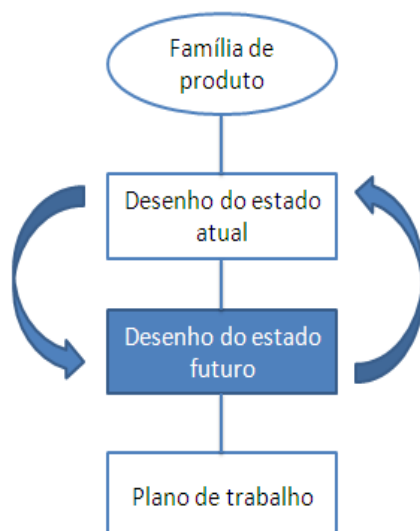 Família de
produto
Desenho do estado
atual
Desenho do estado
futuro
Plano de trabalho